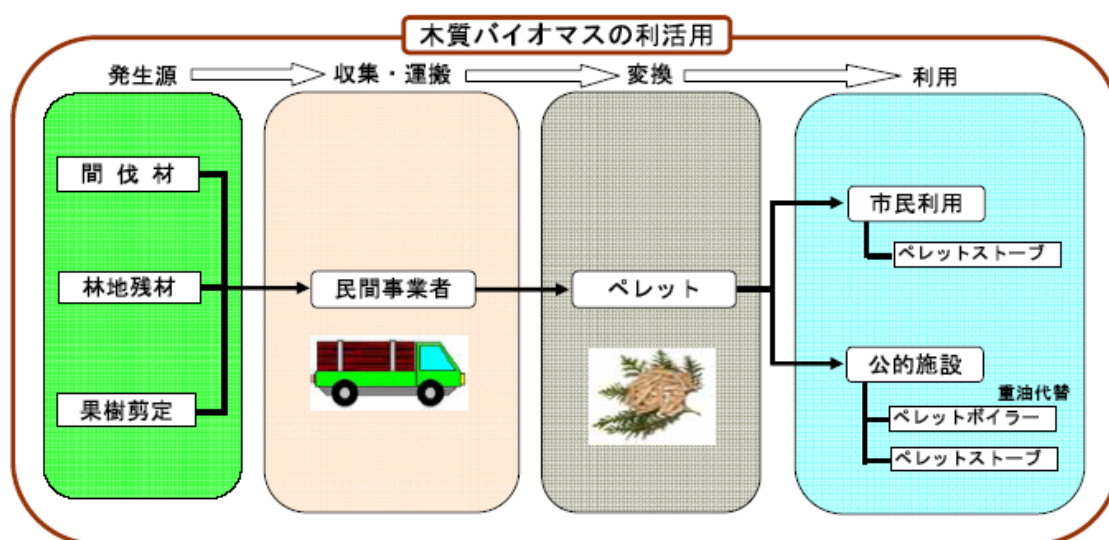 木質バイオマスの利活用
発生源
収集・運搬
変換
利用
間伐材
林地残材
果樹剪定
民間事業者
ペレット
市民利用
ペレットストーブ
公的施設
重油代替
ペレットボイラー
ペレットストーブ